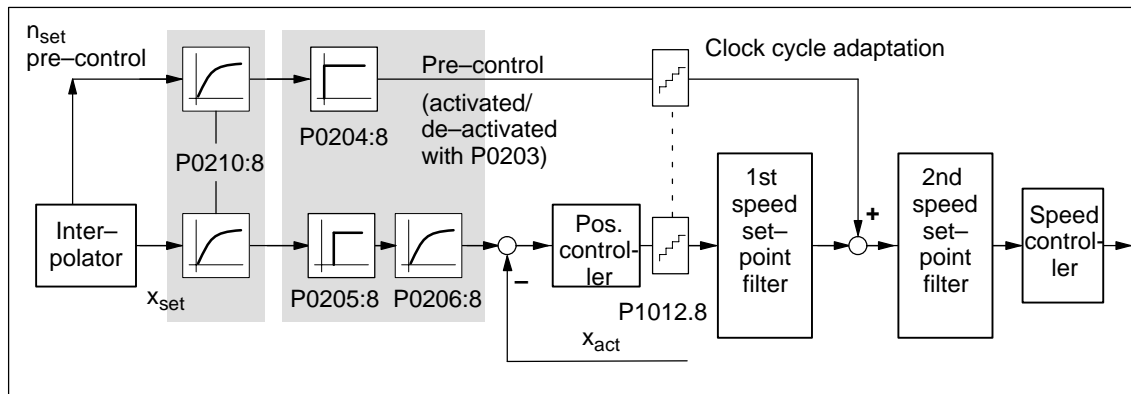 n_set
pre–control
Clock cycle adaptation
Pre–control
(activated/
de–activated
with P0203)
P0204:8
P0210:8
Inter–
polator
x_set
P0205:8
P0206:8
–
x_act
Pos.
control-
ler
P1012.8
1st
speed
set–
point
filter
+
2nd
speed
set–
point
filter
Speed
control-
ler